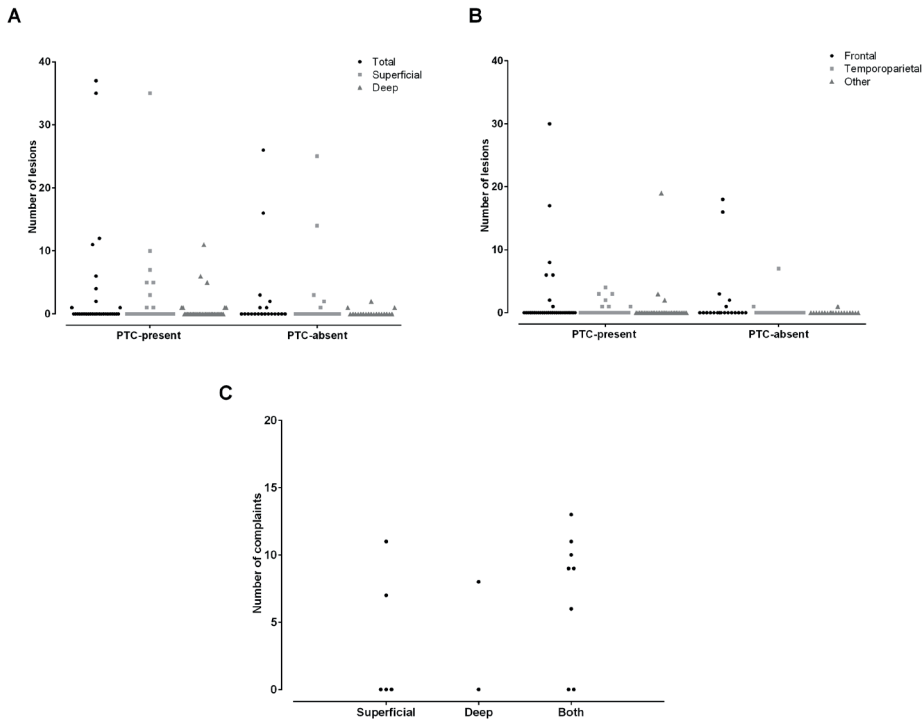 A
Number of lesions
40
30
20
10
0
Total
Superficial
Deep
PTC-present
PTC-absent
B
Number of lesions
40
30
20
10
0
Frontal
Temporoparietal
Other
PTC-present
PTC-absent
C
Number of complaints
20
15
10
5
0
Superficial
Deep
Both